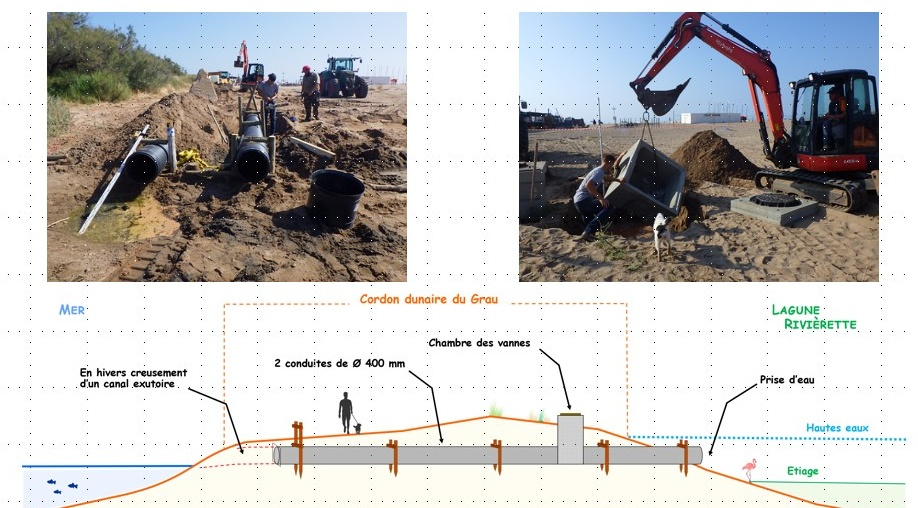 Cordon dunaire du Grau
MER
LAGUNE
RIVIÈRETTE
Chambre des vannes
En hivers creusement
d'un canal exutoire
2 conduites de Ø 400 mm
Prise d'eau
Hautes eaux
Etiage